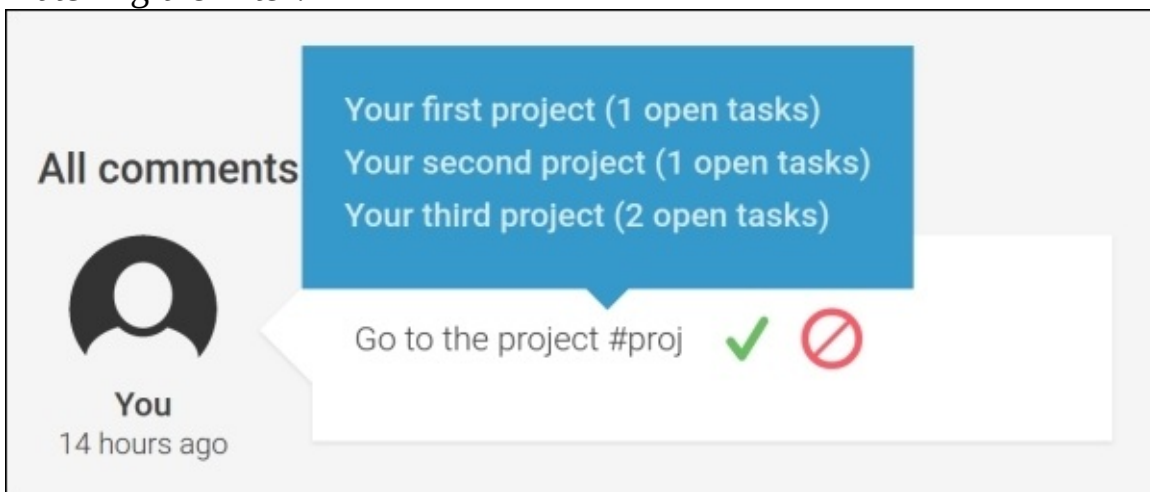 Your first project (1 open tasks)
Your second project (1 open tasks)
Your third project (2 open tasks)
All comments
Go to the project #proj
You
14 hours ago